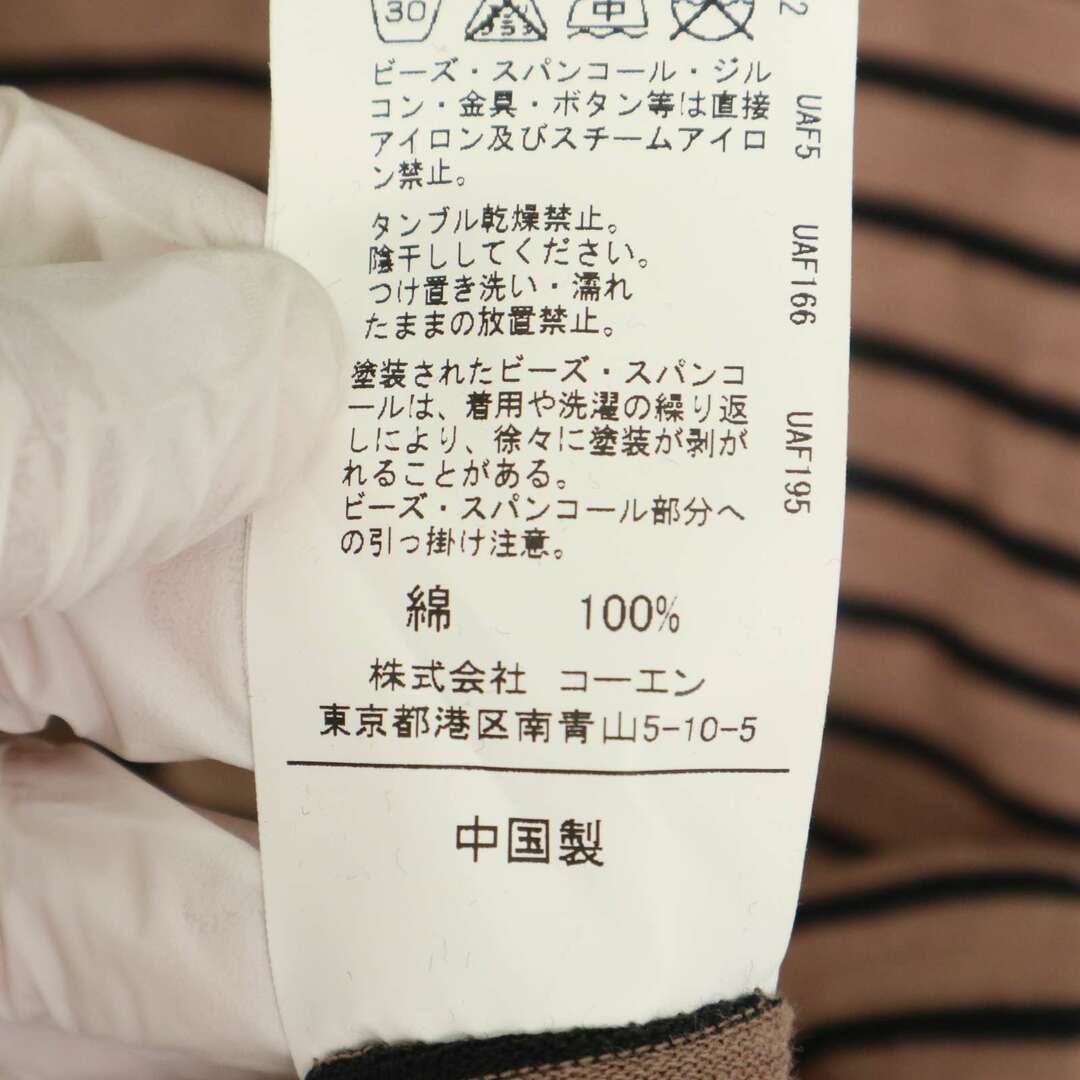 30
エンソサラシ
中
ビーズ・スパンコール・ジル
コン・金具・ボタン等は直接
アイロン及びスチームアイロ
ン禁止。
タンブル乾燥禁止。
陰干ししてください。
つけ置き洗い・濡れ
たままの放置禁止。
塗装されたビーズ・スパンコ
ールは、着用や洗濯の繰り返
しにより、徐々に塗装が剥が
れることがある。
ビーズ・スパンコール部分へ
の引っ掛け注意。
綿 100%
株式会社 コーエン
東京都港区南青山5-10-5
中国製
2
UAF5
UAF166
UAF195